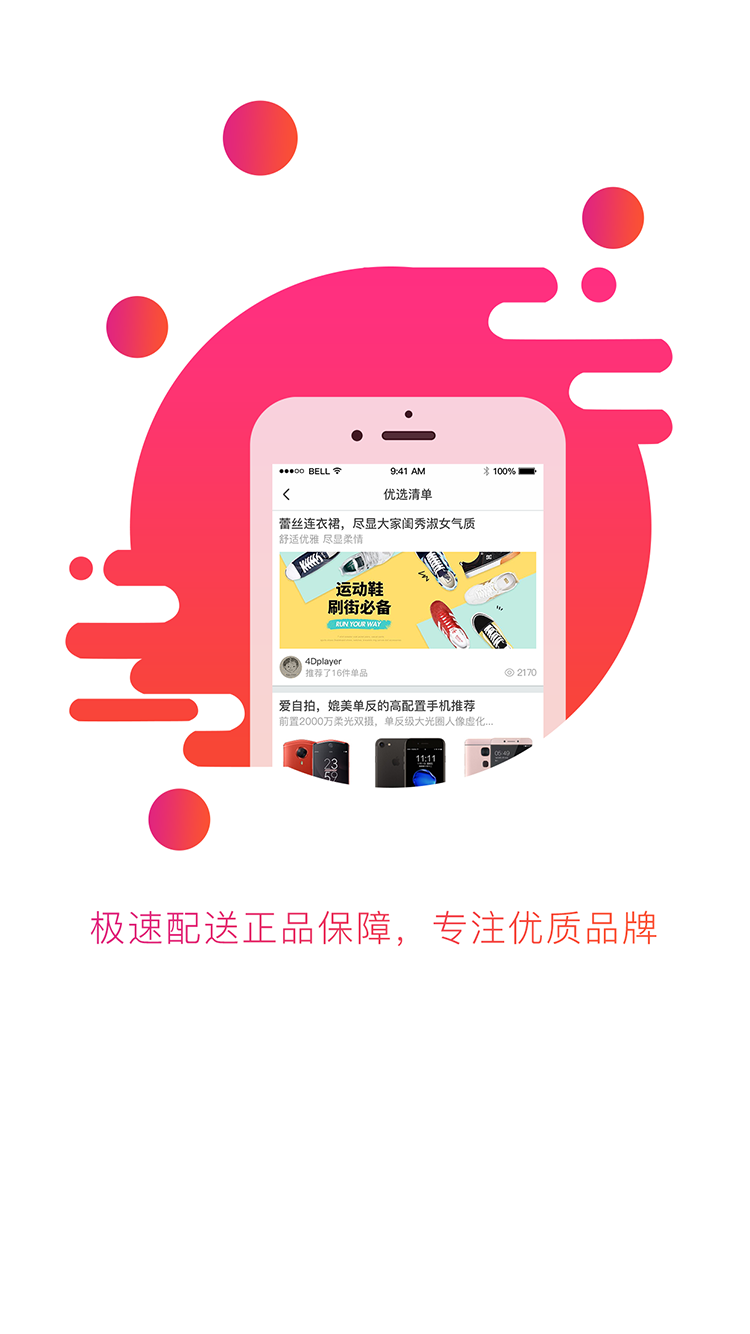 BELL 9:41 AM 100%
优选清单
蕾丝连衣裙，尽显大家闺秀淑女气质
舒适优雅 尽显柔情
运动鞋
刷街必备
RUN YOUR WAY
4Dplayer
推荐了16件单品 2170
爱自拍，媲美单反的高配置手机推荐
前置2000万柔光双摄，单反级大光圈人像虚化...
23 11:11 05:49
59
极速配送正品保障，专注优质品牌